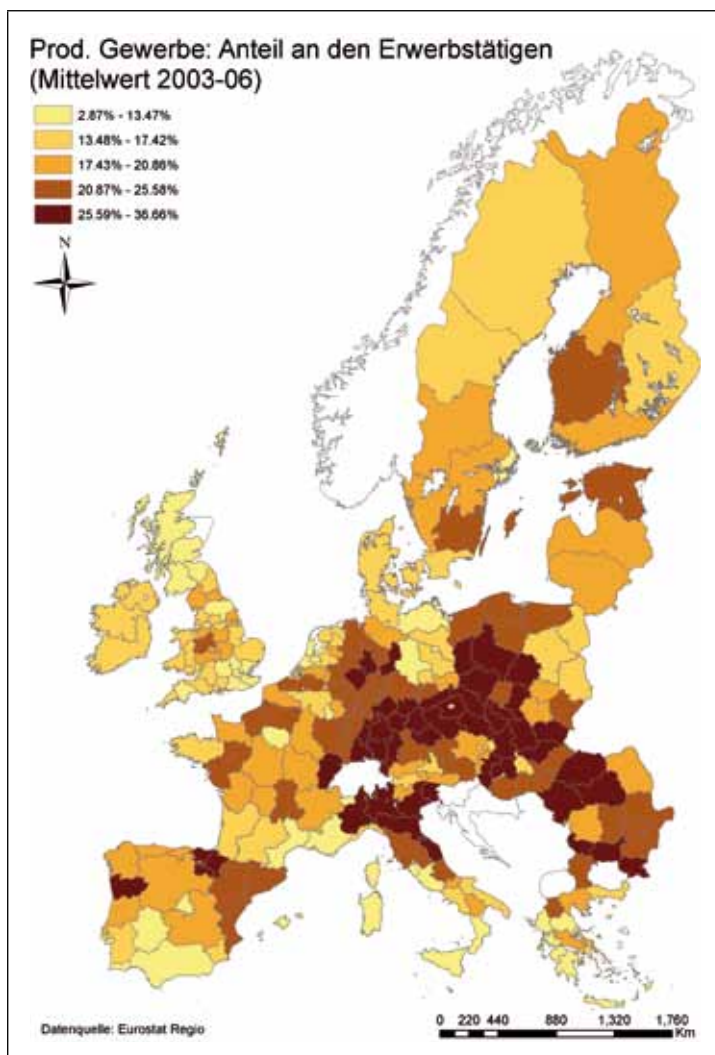 Prod. Gewerbe: Anteil an den Erwerbstätigen
(Mittelwert 2003-06)
2.87% - 13.47%
13.48% - 17.42%
17.43% - 20.86%
20.87% - 25.58%
25.59% - 36.66%
N
Datenquelle: Eurostat Regio
0 220 440 880 1,320 1,760
Km